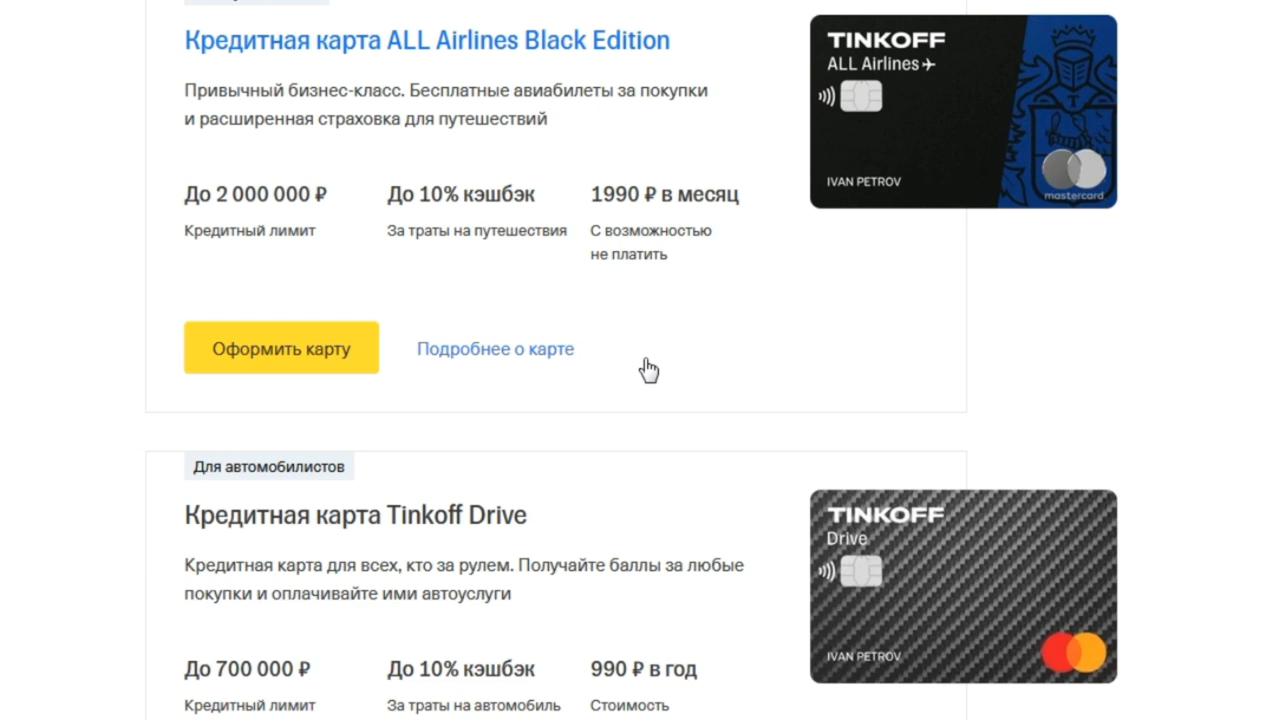 Кредитная карта ALL Airlines Black Edition
Привычный бизнес-класс. Бесплатные авиабилеты за покупки
и расширенная страховка для путешествий
До 2 000 000 ₽
Кредитный лимит
До 10% кэшбэк
За траты на путешествия
1990 ₽ в месяц
С возможностью
не платить
Оформить карту
Подробнее о карте
TINKOFF
ALL Airlines
IVAN PETROV
mastercard
Для автомобилистов
Кредитная карта Tinkoff Drive
Кредитная карта для всех, кто за рулем. Получайте баллы за любые
покупки и оплачивайте ими автоуслуги
До 700 000 ₽
Кредитный лимит
До 10% кэшбэк
За траты на автомобиль
990 ₽ в год
Стоимость
TINKOFF
Drive
IVAN PETROV